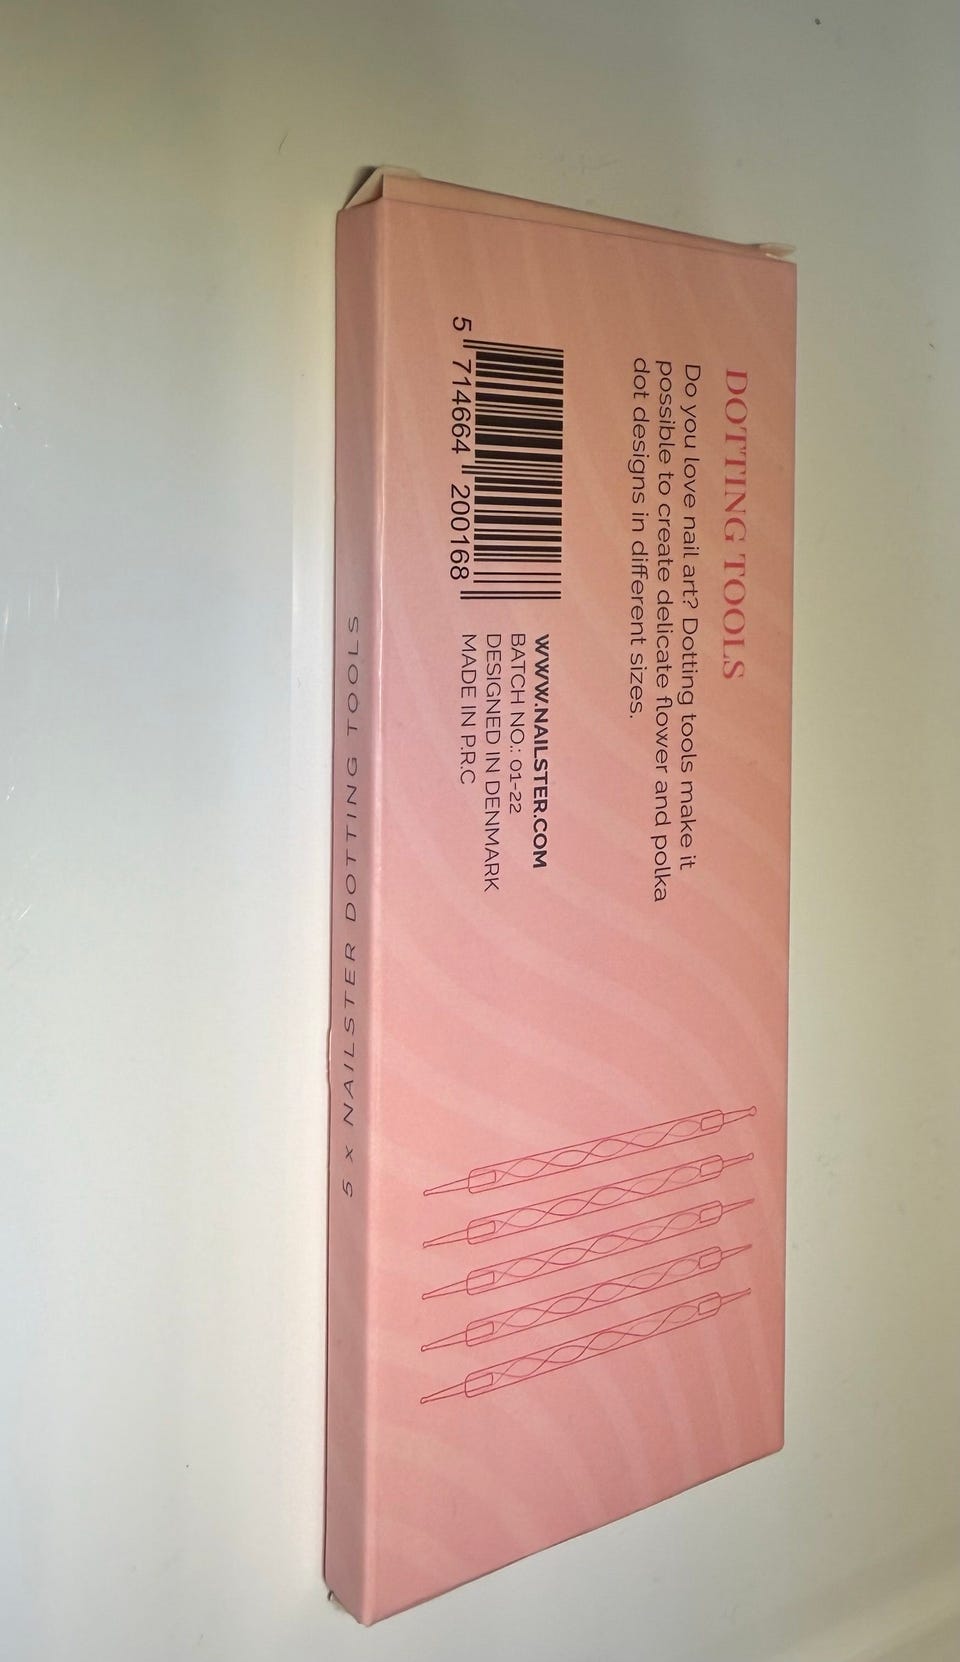 DOTTING TOOLS
Do you love nail art? Dotting tools make it
possible to create delicate flower and polka
dot designs in different sizes.
5 714664 200168
WWW.NAILSTER.COM
BATCH NO.: 01-22
DESIGNED IN DENMARK
MADE IN P.R.C
5 x NAILSTER DOTTING TOOLS